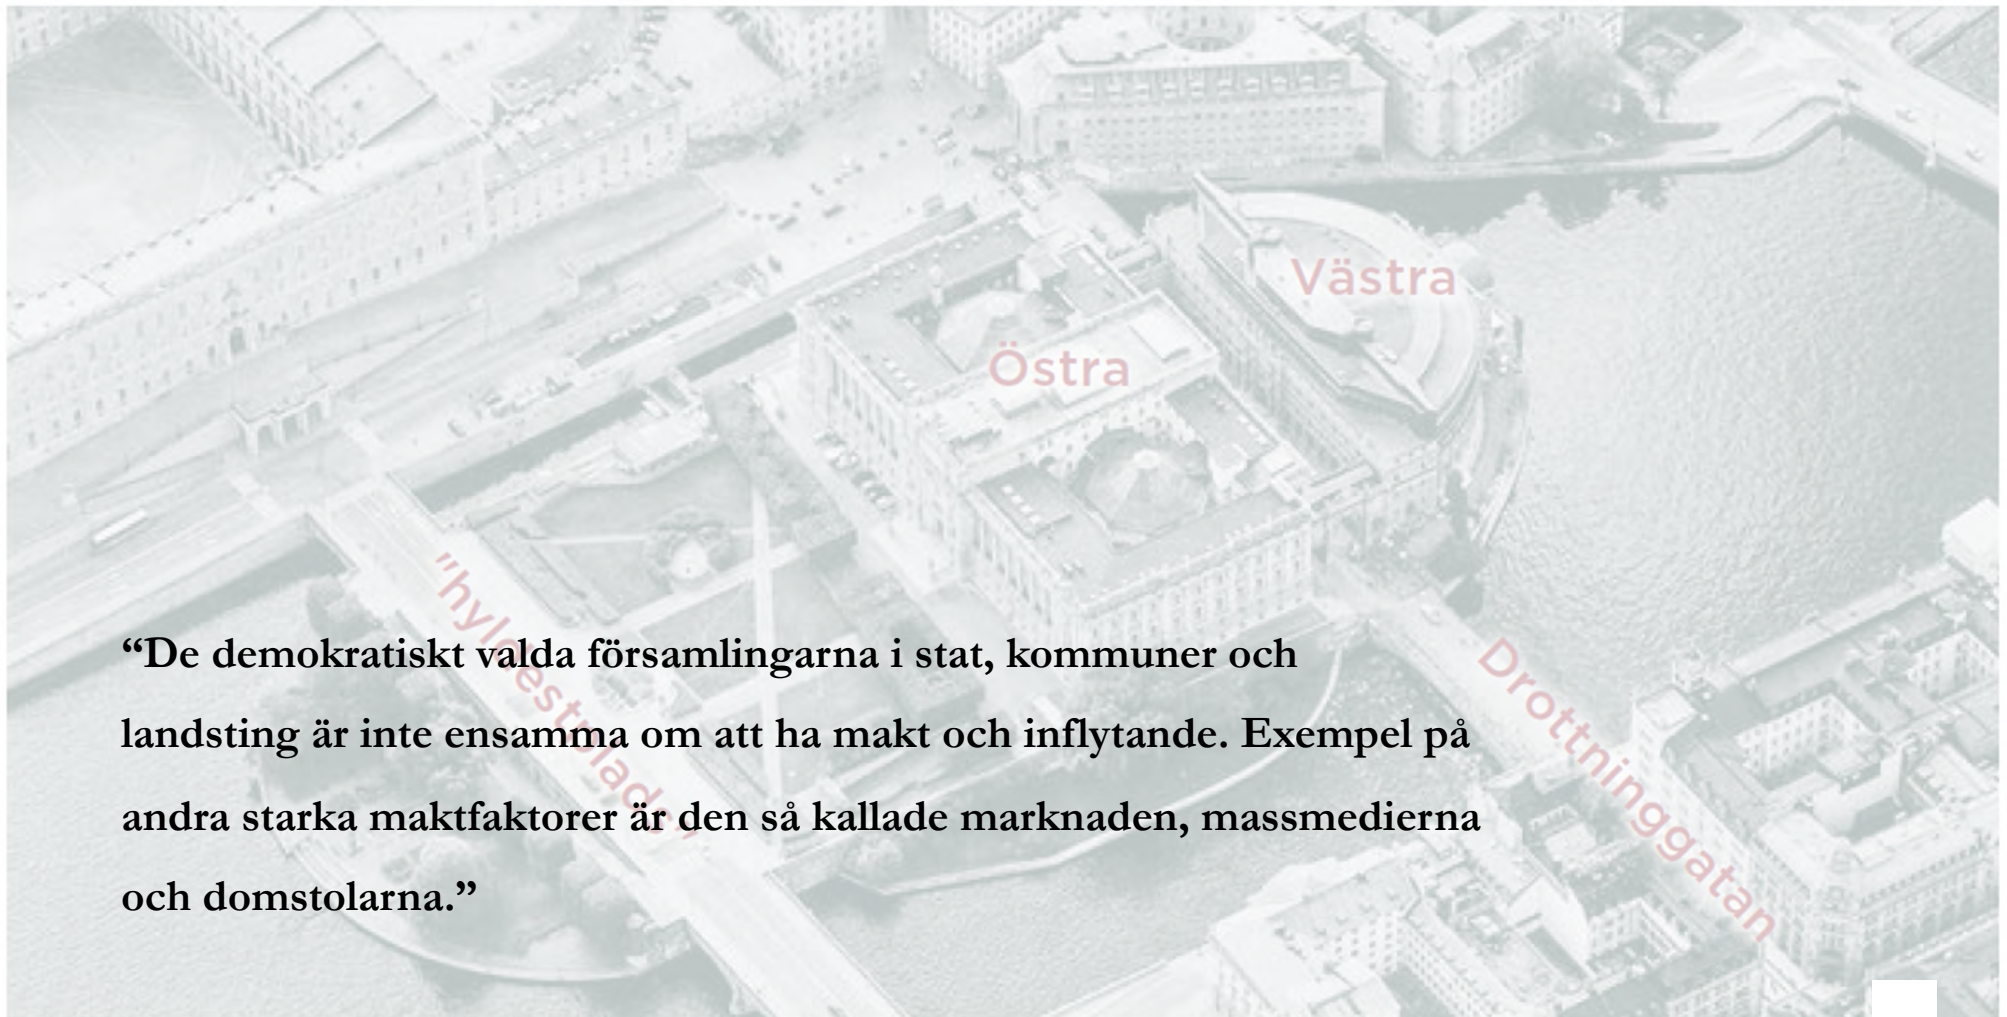 Västra
Östra
"hyldestplads"
Drottninggatan
“De demokratiskt valda församlingarna i stat, kommuner och
landsting är inte ensamma om att ha makt och inflytande. Exempel på
andra starka maktfaktorer är den så kallade marknaden, massmedierna
och domstolarna.”